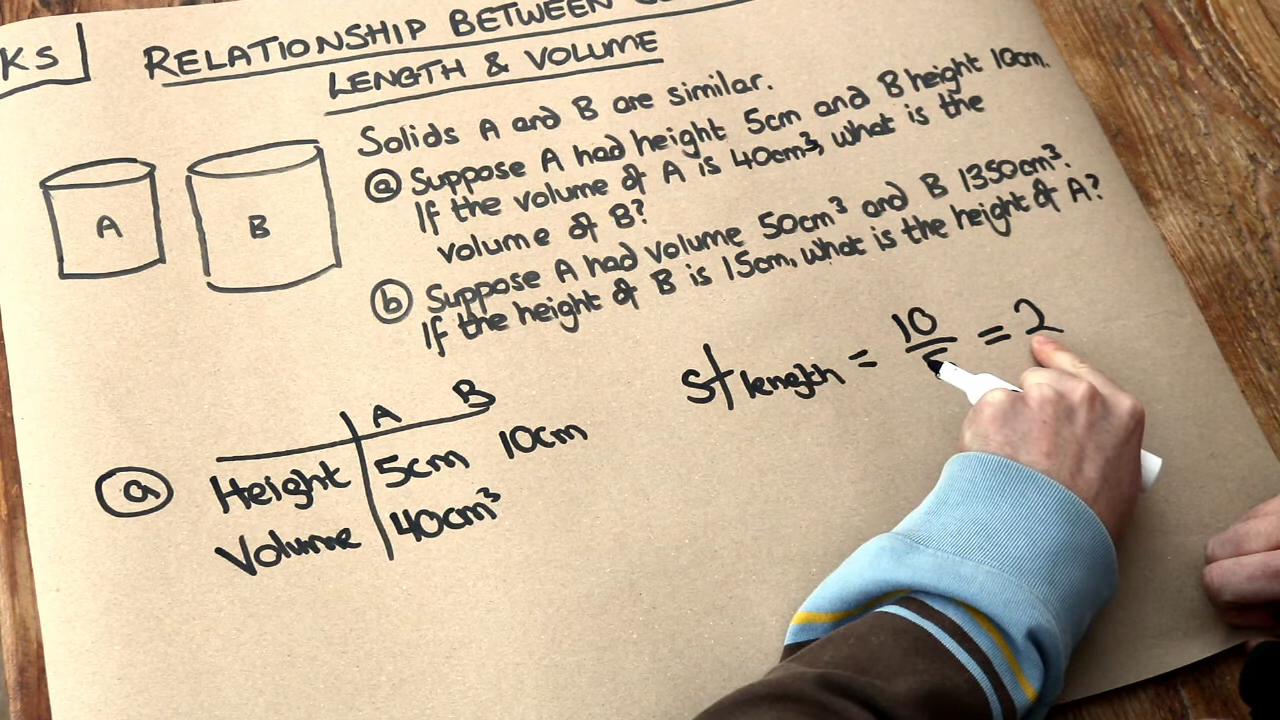 KS
RELATIONSHIP BETWEEN
LENGTH & VOLUME
Solids A and B are similar.
ⓐ Suppose A had height 5cm and B height 10cm.
If the volume of A is 40cm³, what is the
volume of B?
ⓑ Suppose A had volume 50cm³ and B 1350cm³.
If the height of B is 15cm, what is the height of A?
A
B
sf length = 10/5 = 2
A B
ⓐ Height 5cm 10cm
Volume 40cm³